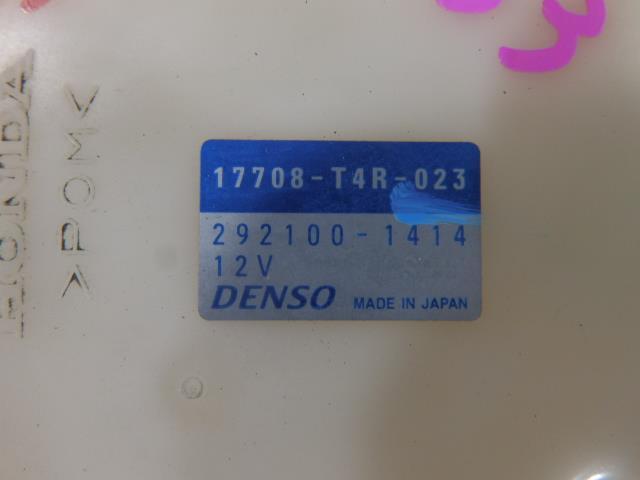 HONDA
>POM<
17708-T4R-023
292100-1414
12V
DENSO MADE IN JAPAN